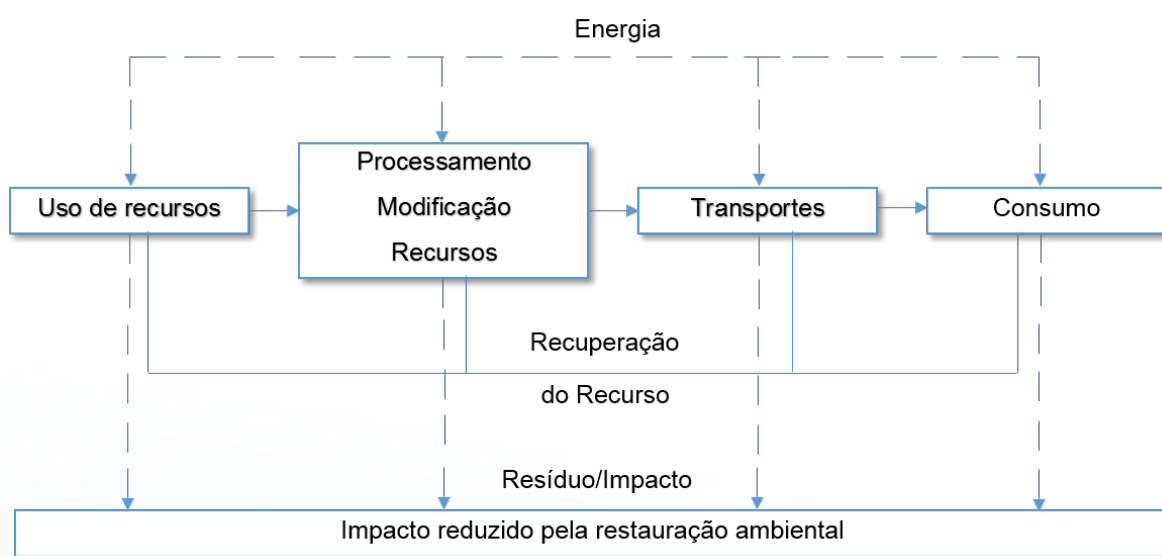 Energia
Processamento
Modificação
Recursos
Uso de recursos
Transportes
Consumo
Recuperação
do Recurso
Resíduo/Impacto
Impacto reduzido pela restauração ambiental